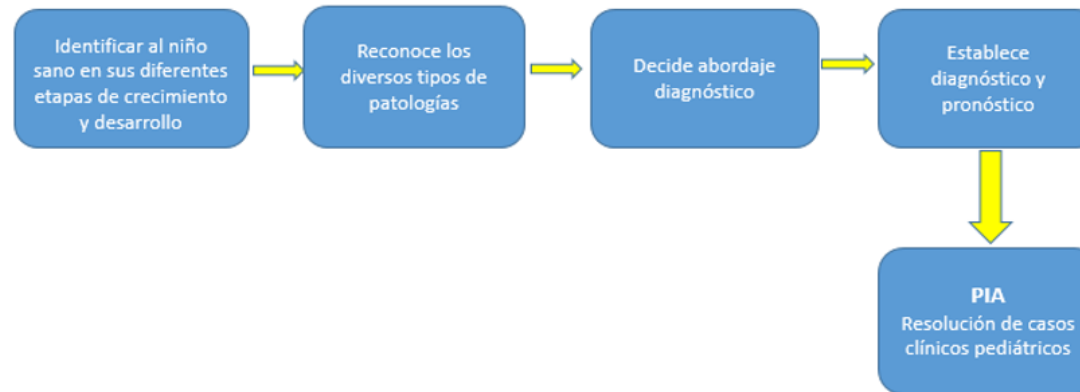 Identificar al niño
sano en sus diferentes
etapas de crecimiento
y desarrollo
Reconoce los
diversos tipos de
patologías
Decide abordaje
diagnóstico
Establece
diagnóstico y
pronóstico
PIA
Resolución de casos
clínicos pediátricos